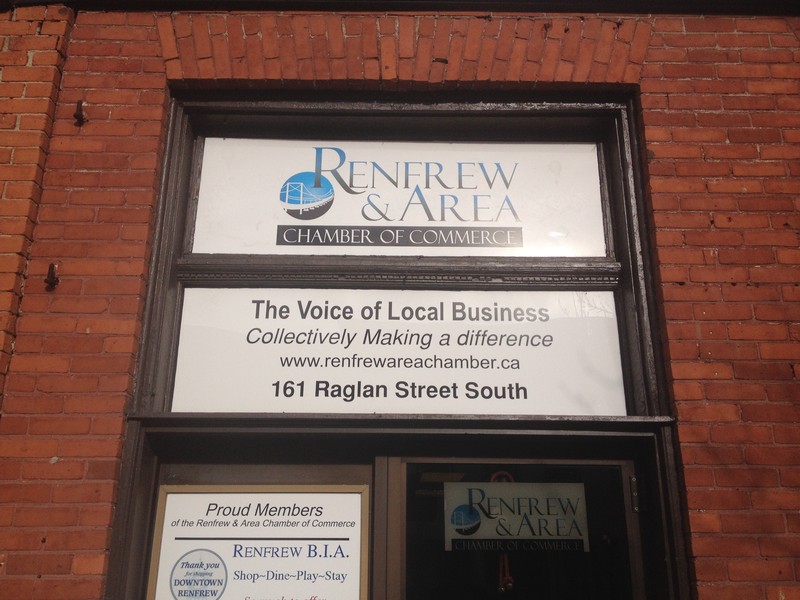 RENFREW
& AREA
CHAMBER OF COMMERCE
The Voice of Local Business
Collectively Making a difference
www.renfrewareachamber.ca
161 Raglan Street South
Proud Members
of the Renfrew & Area Chamber of Commerce
RENFREW B.I.A.
Shop~Dine~Play~Stay
Thank you
for shopping
DOWNTOWN
RENFREW
RENFREW
& AREA
CHAMBER OF COMMERCE